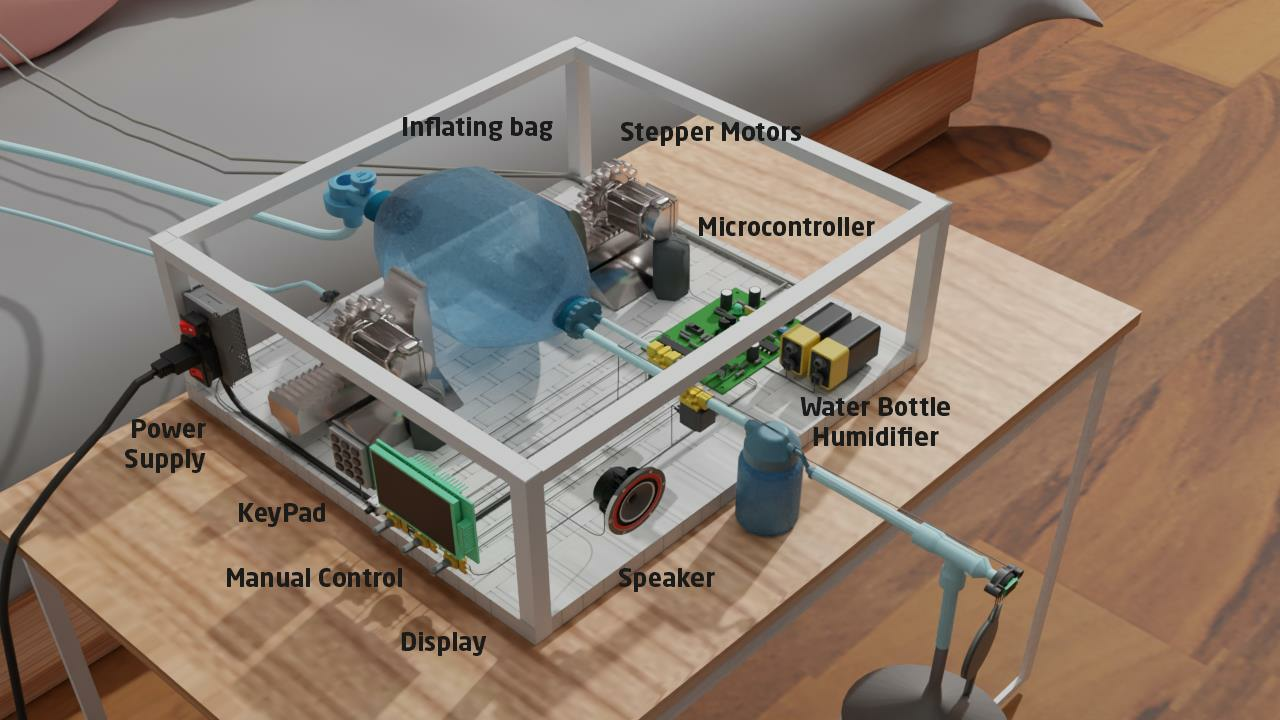 Inflating bag
Stepper Motors
Microcontroller
Water Bottle
Humidifier
Power
Supply
KeyPad
Manual Control
Speaker
Display